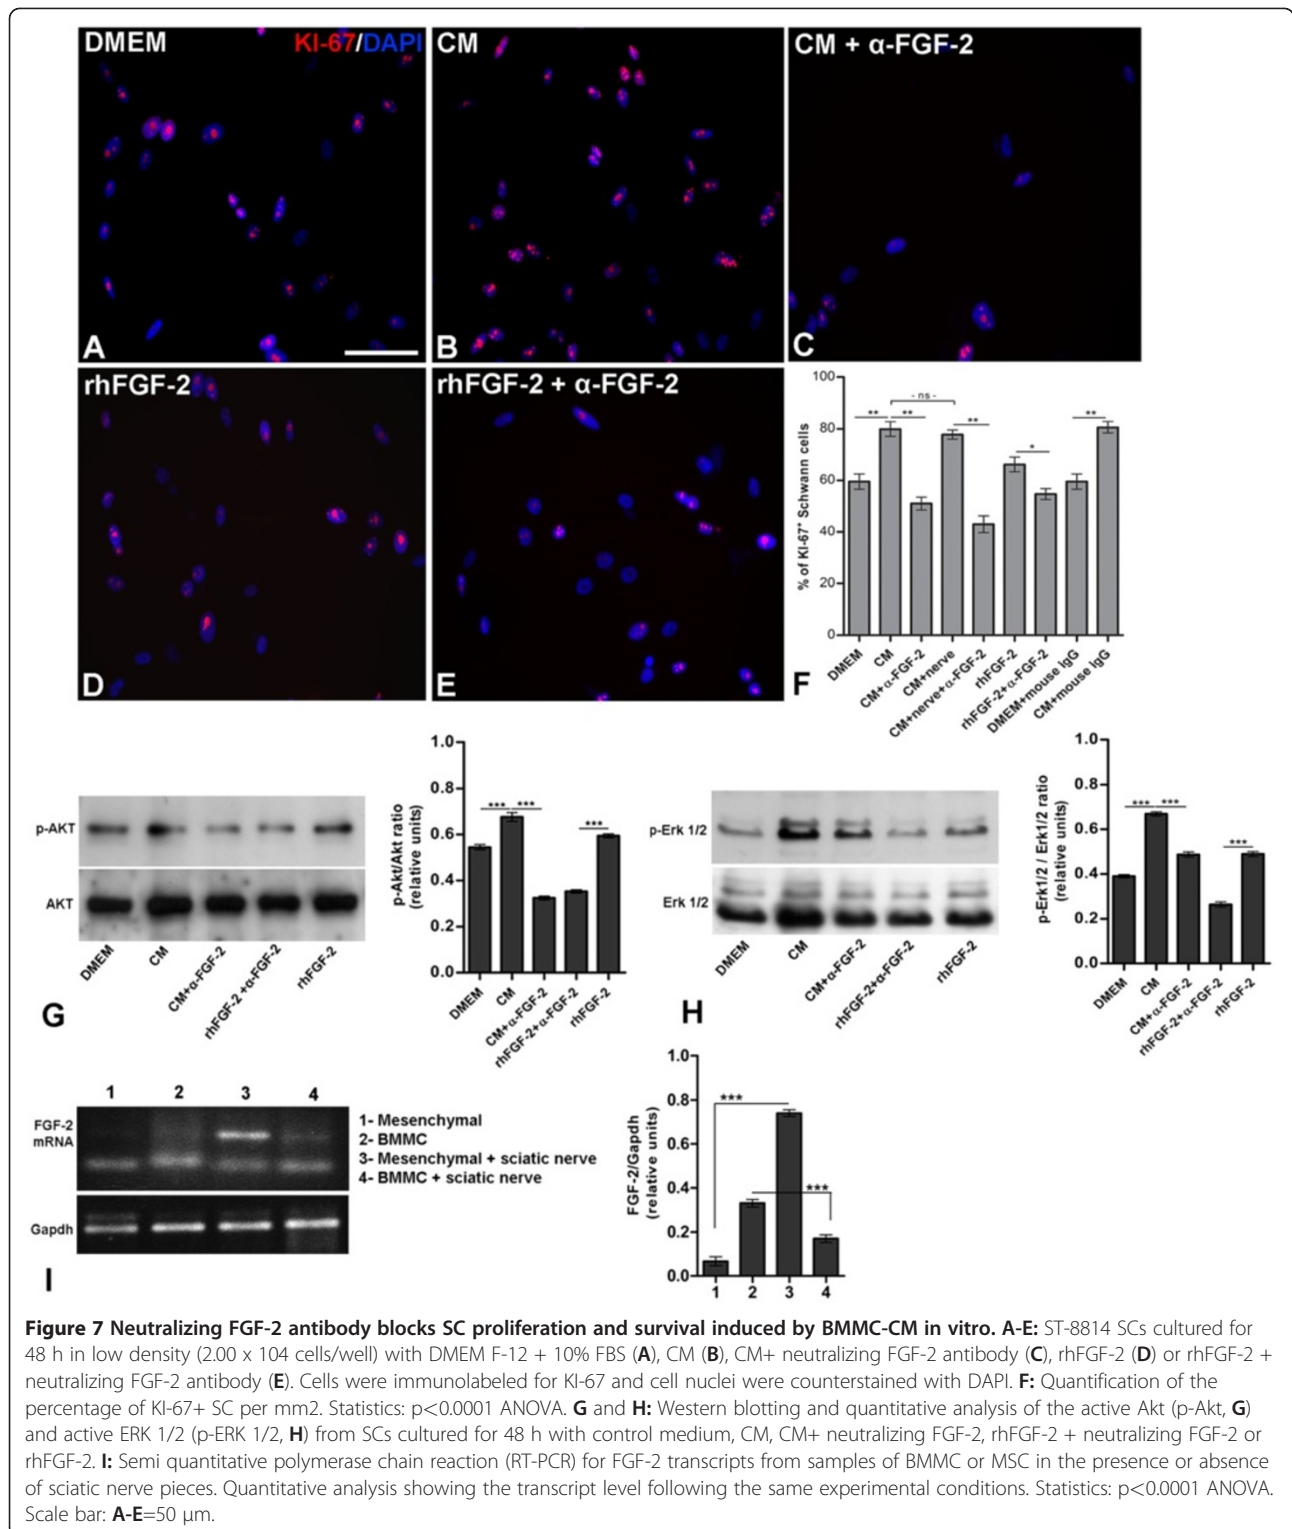 DMEM
KI-67/DAPI
CM
CM + α-FGF-2
A
B
C
rhFGF-2
rhFGF-2 + α-FGF-2
D
E
100
80
60
40
20
0
% of KI-67+ Schwann cells
**
**
- ns -
**
*
**
DMEM
CM
CM+α-FGF-2
CM+nerve
CM+nerve+α-FGF-2
rhFGF-2
rhFGF-2+α-FGF-2
DMEM+mouse IgG
CM+mouse IgG
F
p-AKT
AKT
DMEM
CM
CM+α-FGF-2
rhFGF-2 +α-FGF-2
rhFGF-2
G
1.0
0.8
0.6
0.4
0.2
0.0
p-Akt/Akt ratio
(relative units)
***
***
***
DMEM
CM
CM+α-FGF-2
rhFGF-2+α-FGF-2
rhFGF-2
p-Erk 1/2
Erk 1/2
DMEM
CM
CM+α-FGF-2
rhFGF-2+α-FGF-2
rhFGF-2
H
1.0
0.8
0.6
0.4
0.2
0.0
p-Erk1/2 / Erk1/2 ratio
(relative units)
***
***
***
DMEM
CM
CM+α-FGF-2
rhFGF-2+α-FGF-2
rhFGF-2
1 2 3 4
FGF-2
mRNA
Gapdh
1- Mesenchymal
2- BMMC
3- Mesenchymal + sciatic nerve
4- BMMC + sciatic nerve
I
1.0
0.8
0.6
0.4
0.2
0.0
FGF-2/Gapdh
(relative units)
***
***
1 2 3 4
Figure 7 Neutralizing FGF-2 antibody blocks SC proliferation and survival induced by BMMC-CM in vitro. A-E: ST-8814 SCs cultured for
48 h in low density (2.00 x 104 cells/well) with DMEM F-12 + 10% FBS (A), CM (B), CM+ neutralizing FGF-2 antibody (C), rhFGF-2 (D) or rhFGF-2 +
neutralizing FGF-2 antibody (E). Cells were immunolabeled for KI-67 and cell nuclei were counterstained with DAPI. F: Quantification of the
percentage of KI-67+ SC per mm2. Statistics: p<0.0001 ANOVA. G and H: Western blotting and quantitative analysis of the active Akt (p-Akt, G)
and active ERK 1/2 (p-ERK 1/2, H) from SCs cultured for 48 h with control medium, CM, CM+ neutralizing FGF-2, rhFGF-2 + neutralizing FGF-2 or
rhFGF-2. I: Semi quantitative polymerase chain reaction (RT-PCR) for FGF-2 transcripts from samples of BMMC or MSC in the presence or absence
of sciatic nerve pieces. Quantitative analysis showing the transcript level following the same experimental conditions. Statistics: p<0.0001 ANOVA.
Scale bar: A-E=50 µm.